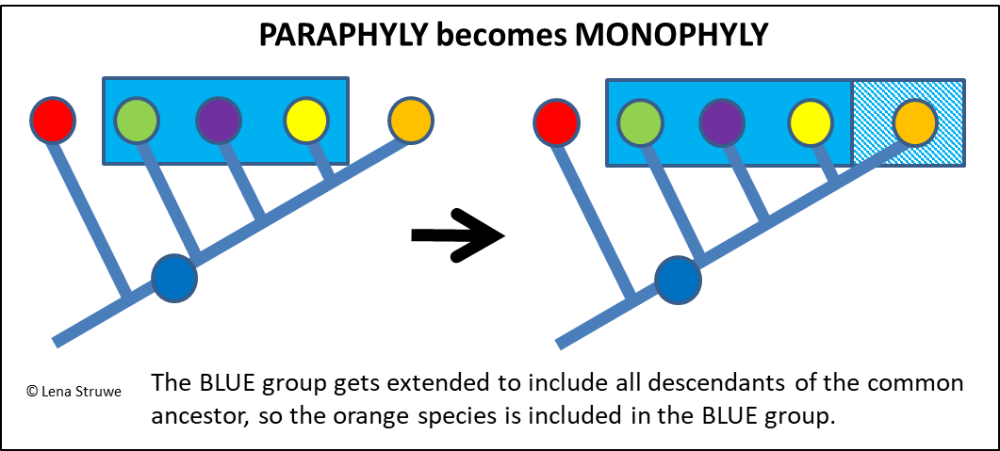 PARAPHYLY becomes MONOPHYLY
© Lena Struwe
The BLUE group gets extended to include all descendants of the common
ancestor, so the orange species is included in the BLUE group.